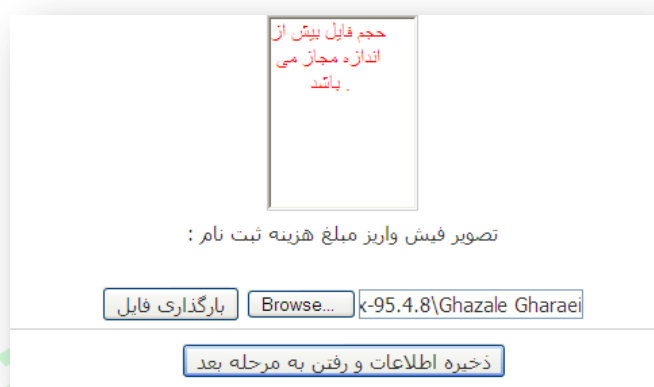 حجم فایل بیش از
اندازه مجاز می
باشد .
تصویر فیش واریز مبلغ هزینه ثبت نام :
بارگذاری فایل Browse... x-95.4.8\Ghazale Gharaei
ذخیره اطلاعات و رفتن به مرحله بعد